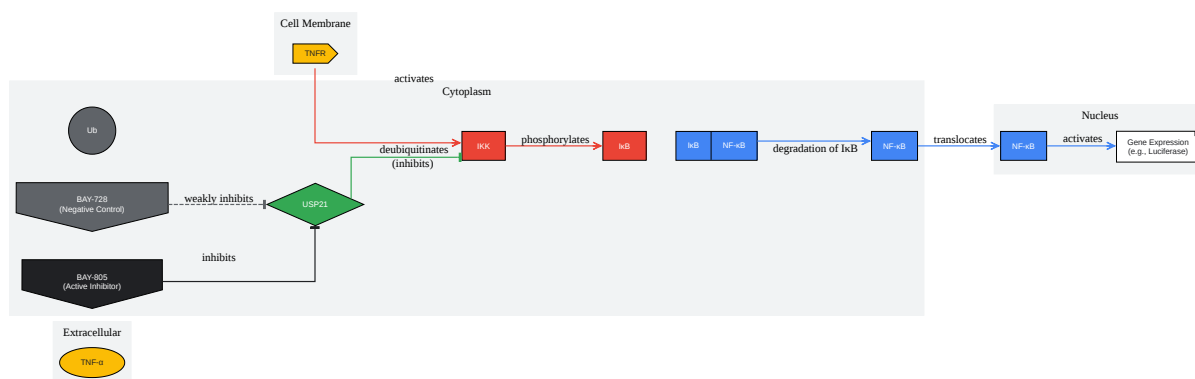 Cell Membrane
TNFR
activates
Cytoplasm
Ub
IKK
phosphorylates
IκB
IκB
NF-κB
degradation of IκB
NF-κB
translocates
Nucleus
NF-κB
activates
Gene Expression
(e.g., Luciferase)
deubiquitinates
(inhibits)
BAY-728
(Negative Control)
weakly inhibits
USP21
inhibits
BAY-805
(Active Inhibitor)
Extracellular
TNF-α